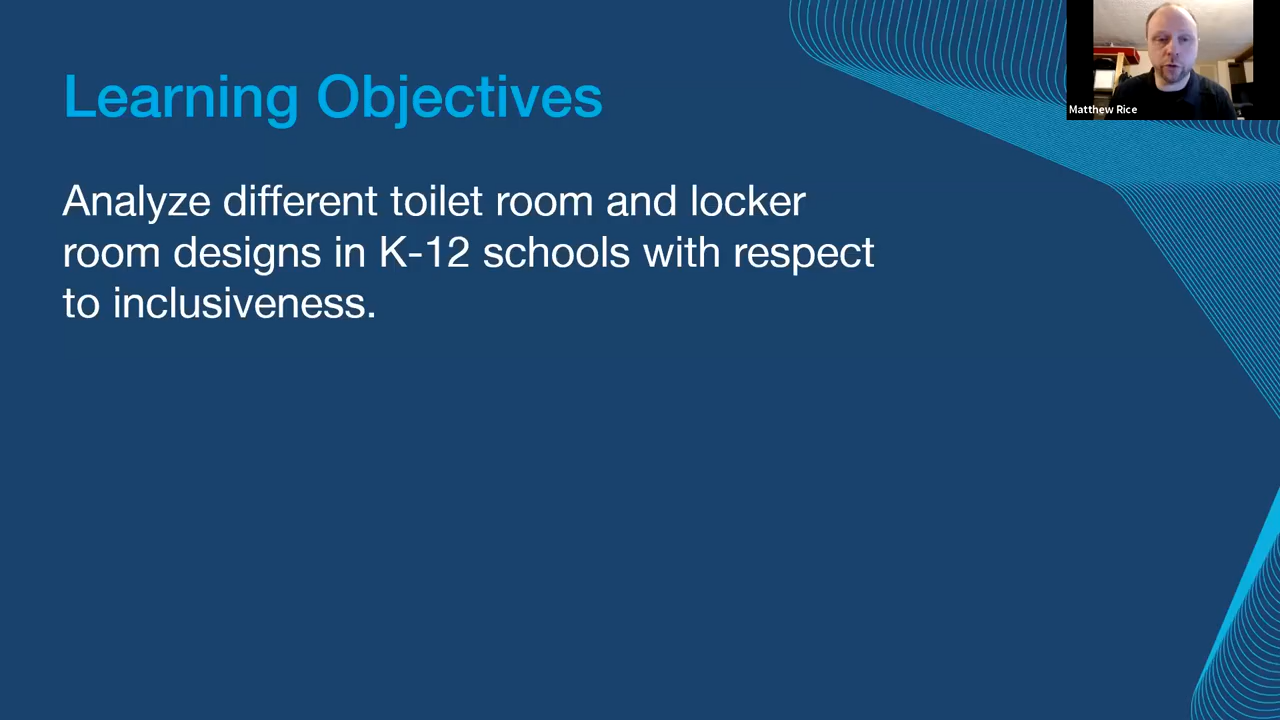 Learning Objectives
Analyze different toilet room and locker
room designs in K-12 schools with respect
to inclusiveness.
Matthew Rice